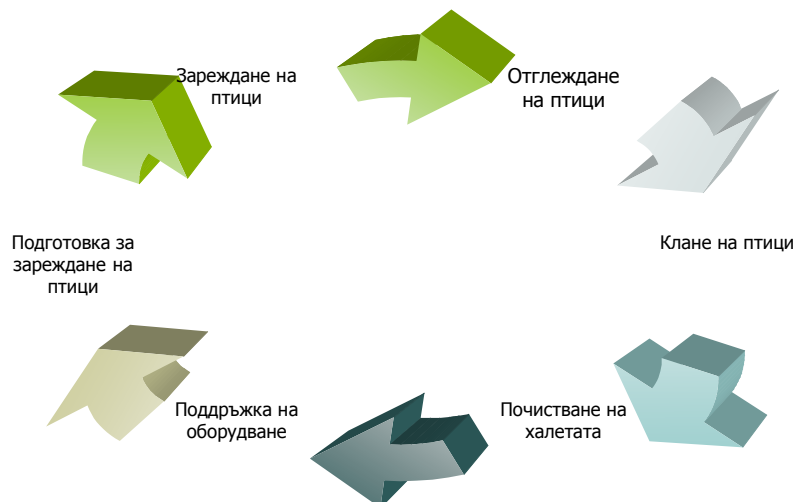 Зареждане на
птици
Отглеждане
на птици
Клане на птици
Почистване на
халетата
Поддръжка на
оборудване
Подготовка за
зареждане на
птици